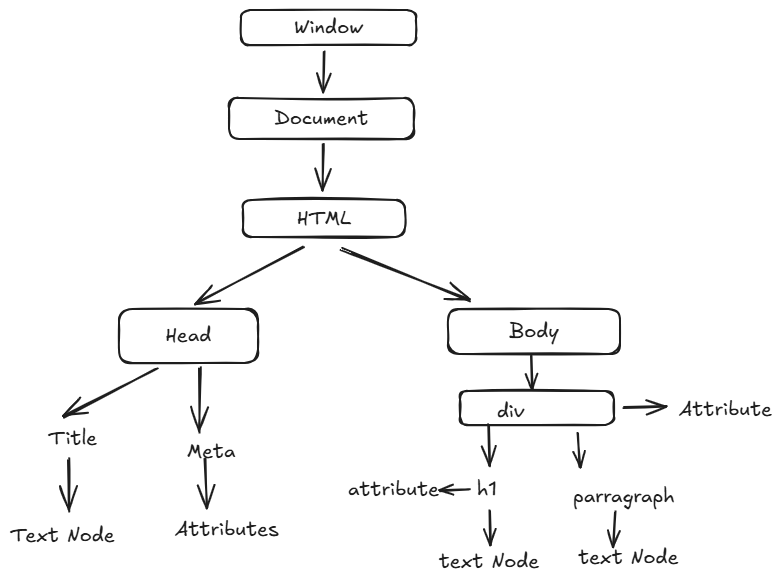 Window
Document
HTML
Head
Body
div
Attribute
Title
Meta
attribute
h1
parragraph
Text Node
Attributes
text Node
text Node